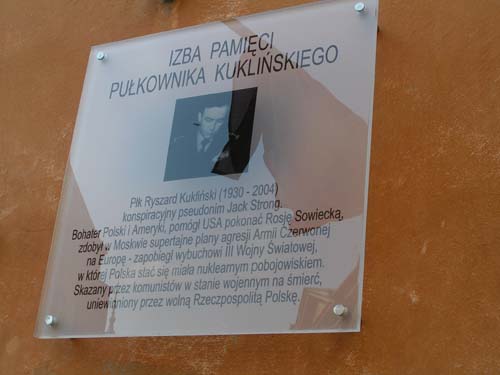 IZBA PAMIĘCI
PUŁKOWNIKA KUKLIŃSKIEGO
Płk Ryszard Kukliński (1930 - 2004)
konspiracyjny pseudonim Jack Strong.
Bohater Polski i Ameryki, pomógł USA pokonać Rosję Sowiecką,
zdobył w Moskwie supertajne plany agresji Armii Czerwonej
na Europę - zapobiegł wybuchowi III Wojny Światowej,
w której Polska stać się miała nuklearnym pobojowiskiem.
Skazany przez komunistów w stanie wojennym na śmierć,
uniewinniony przez wolną Rzeczpospolitą Polskę.